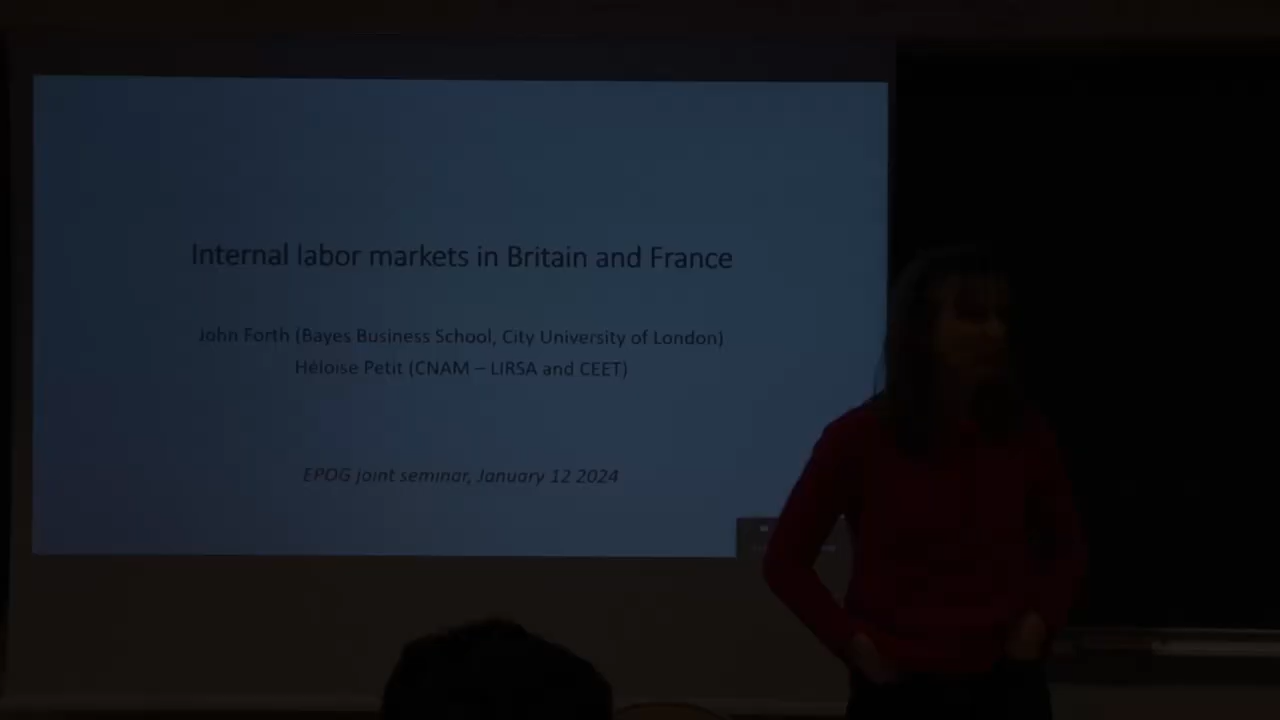 Internal labor markets in Britain and France
John Forth (Bayes Business School, City University of London)
Héloïse Petit (CNAM – LIRSA and CEET)
EPOG joint seminar, January 12 2024